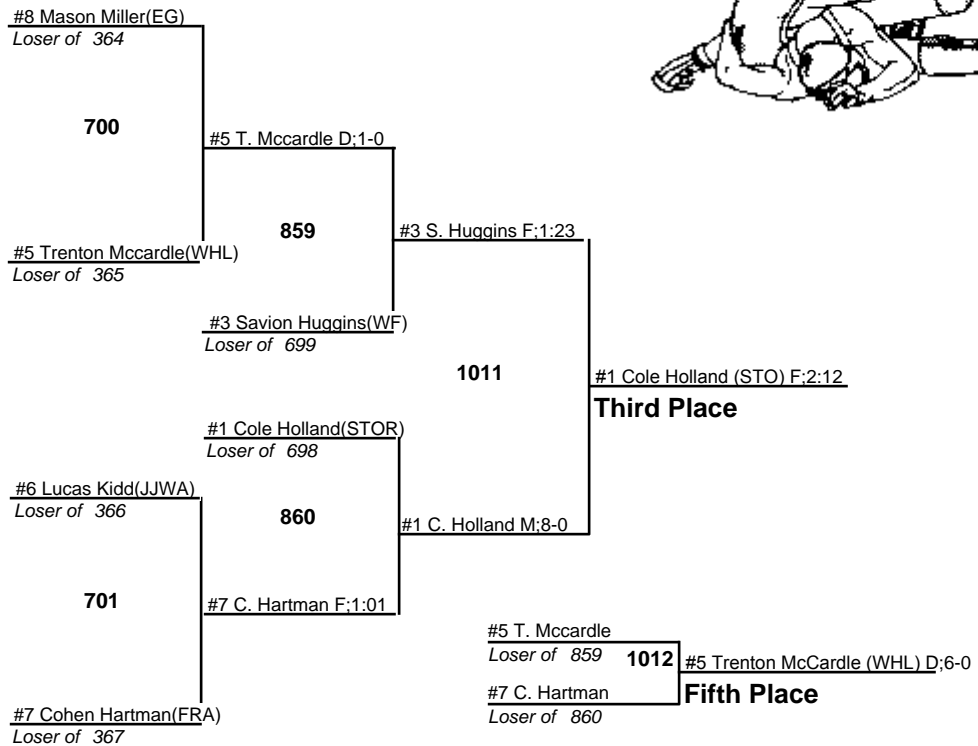 #8 Mason Miller(EG)
Loser of 364
700
#5 T. Mccardle D;1-0
859
#3 S. Huggins F;1:23
#5 Trenton Mccardle(WHL)
Loser of 365
#3 Savion Huggins(WF)
Loser of 699
1011
#1 Cole Holland (STO) F;2:12
Third Place
#1 Cole Holland(STOR)
Loser of 698
#6 Lucas Kidd(JJWA)
Loser of 366
860
#1 C. Holland M;8-0
701
#7 C. Hartman F;1:01
#7 Cohen Hartman(FRA)
Loser of 367
#5 T. Mccardle
Loser of 859
1012
#5 Trenton McCardle (WHL) D;6-0
Fifth Place
#7 C. Hartman
Loser of 860